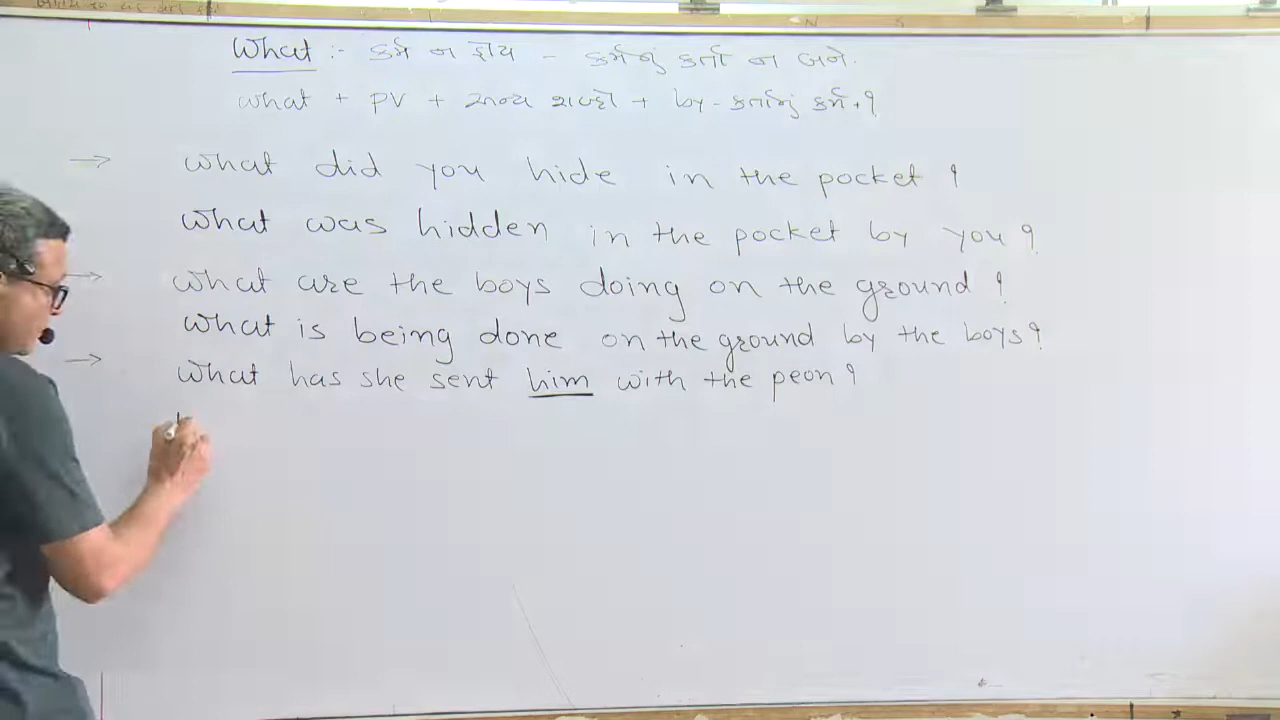 What :- કર્મ ન હોય - કર્મનું કર્તા ન બને.
what + PV + અન્ય શબ્દો + by - કર્તાનું કર્મ + ?
→ What did you hide in the pocket ?
What was hidden in the pocket by you ?
→ What are the boys doing on the ground ?
What is being done on the ground by the boys ?
→ What has she sent him with the peon ?